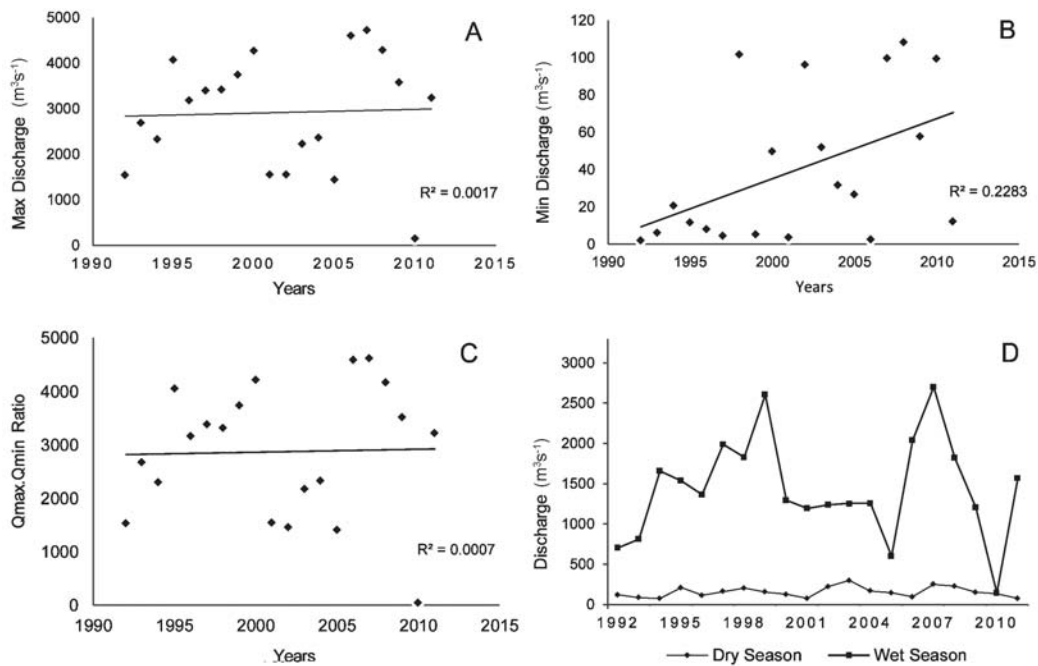 A
Max Discharge (m³s⁻¹)
5000
4000
3000
2000
1000
0
R² = 0.0017
1990 1995 2000 2005 2010 2015
Years
B
Min Discharge (m³s⁻¹)
120
100
80
60
40
20
0
R² = 0.2283
1990 1995 2000 2005 2010 2015
Years
C
Qmax.Qmin Ratio
5000
4000
3000
2000
1000
0
R² = 0.0007
1990 1995 2000 2005 2010 2015
Years
D
Discharge (m³s⁻¹)
3000
2500
2000
1500
1000
500
0
1992 1995 1998 2001 2004 2007 2010
Dry Season Wet Season